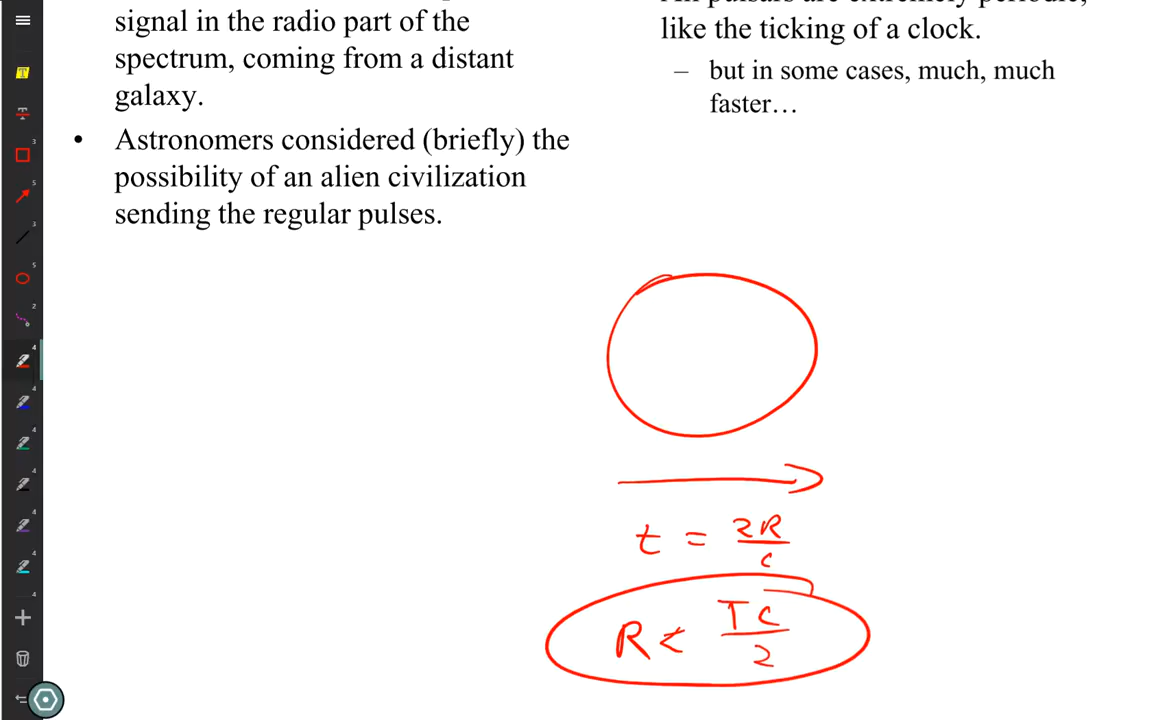 signal in the radio part of the
spectrum, coming from a distant
galaxy.
• Astronomers considered (briefly) the
possibility of an alien civilization
sending the regular pulses.
like the ticking of a clock.
– but in some cases, much, much
faster…
t = 2R/c
R < TC/2